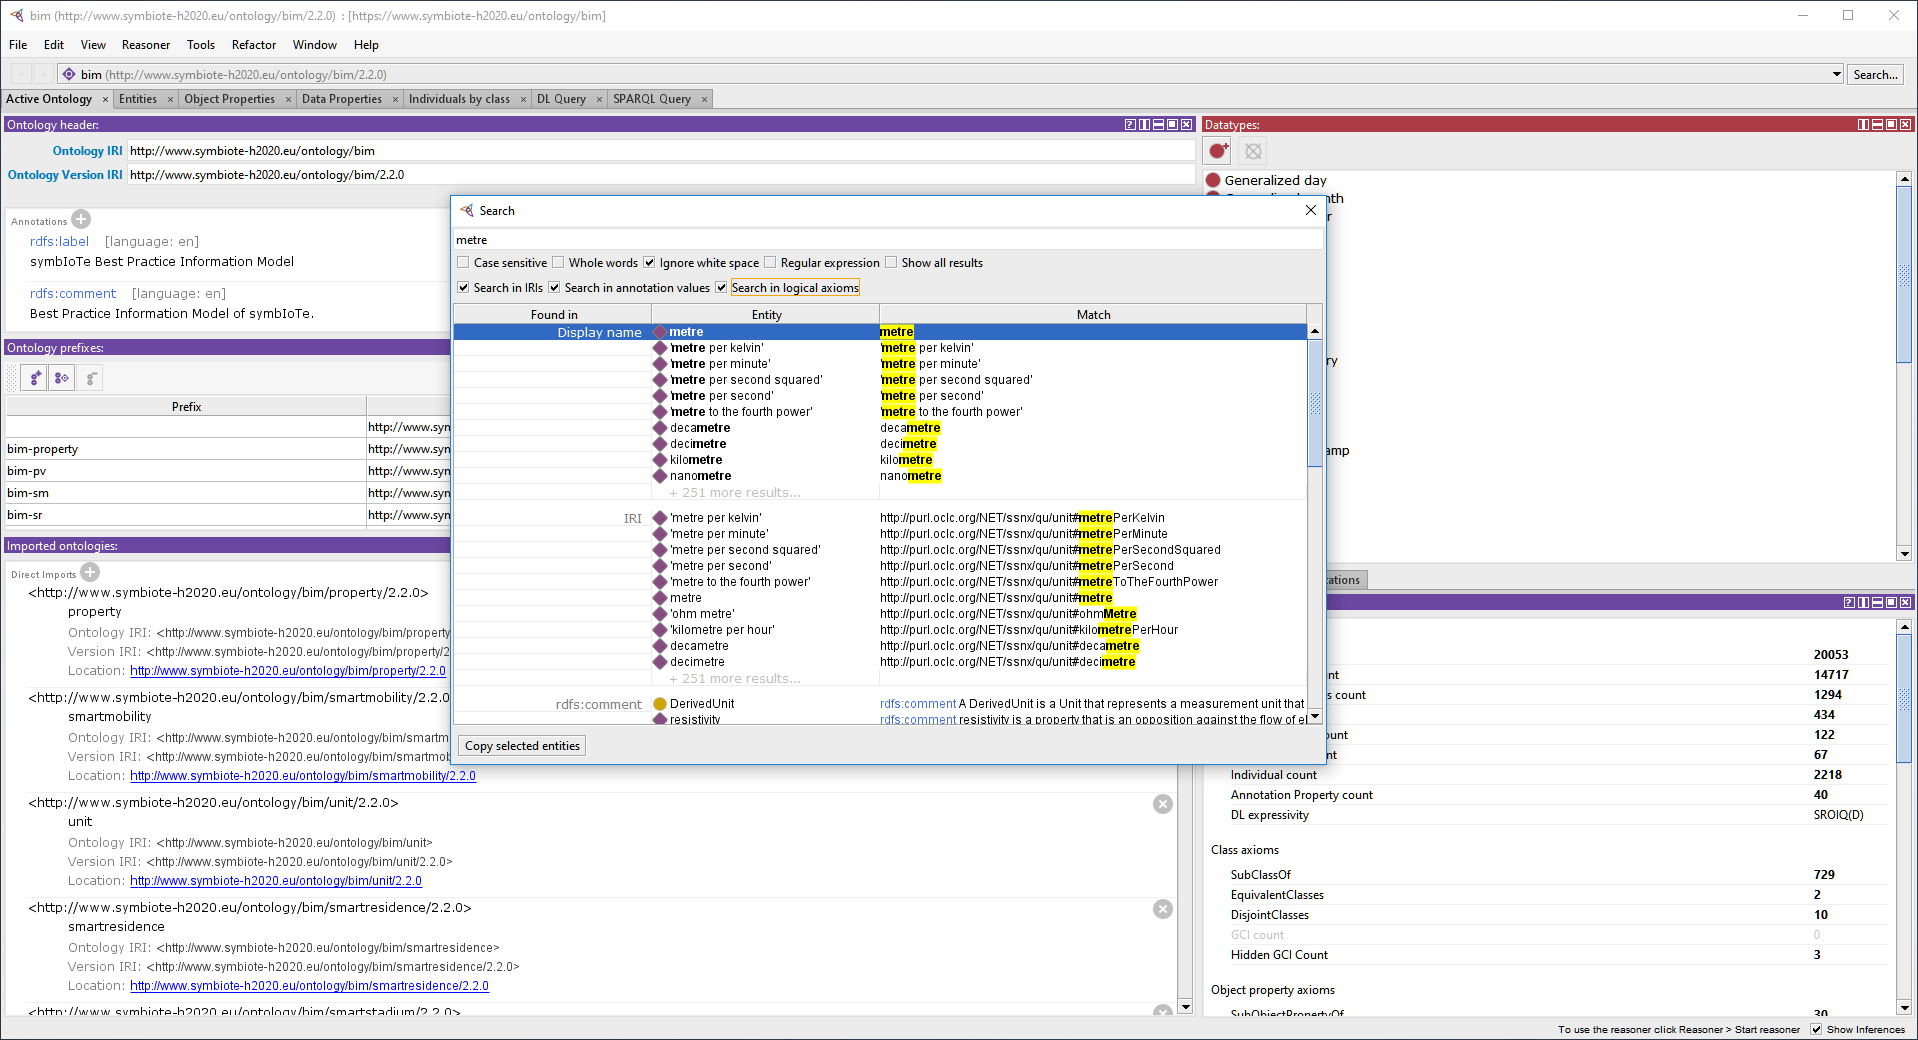 bim (http://www.symbiote-h2020.eu/ontology/bim/2.2.0) : [https://www.symbiote-h2020.eu/ontology/bim]
File Edit View Reasoner Tools Refactor Window Help
bim (http://www.symbiote-h2020.eu/ontology/bim/2.2.0) Search...
Active Ontology × Entities × Object Properties × Data Properties × Individuals by class × DL Query × SPARQL Query ×
Ontology header:
Ontology IRI http://www.symbiote-h2020.eu/ontology/bim
Ontology Version IRI http://www.symbiote-h2020.eu/ontology/bim/2.2.0
Annotations
rdfs:label [language: en]
symbIoTe Best Practice Information Model
rdfs:comment [language: en]
Best Practice Information Model of symbIoTe.
Ontology prefixes:
Prefix
http://www.syn
bim-property http://www.syn
bim-pv http://www.syn
bim-sm http://www.syn
bim-sr http://www.syn
Imported ontologies:
Direct Imports
<http://www.symbiote-h2020.eu/ontology/bim/property/2.2.0>
property
Ontology IRI: <http://www.symbiote-h2020.eu/ontology/bim/property
Version IRI: <http://www.symbiote-h2020.eu/ontology/bim/property/2
Location: http://www.symbiote-h2020.eu/ontology/bim/property/2.2.0
<http://www.symbiote-h2020.eu/ontology/bim/smartmobility/2.2.0
smartmobility
Ontology IRI: <http://www.symbiote-h2020.eu/ontology/bim/smartm
Version IRI: <http://www.symbiote-h2020.eu/ontology/bim/smartmob
Location: http://www.symbiote-h2020.eu/ontology/bim/smartmobility/2.2.0
<http://www.symbiote-h2020.eu/ontology/bim/unit/2.2.0>
unit
Ontology IRI: <http://www.symbiote-h2020.eu/ontology/bim/unit>
Version IRI: <http://www.symbiote-h2020.eu/ontology/bim/unit/2.2.0>
Location: http://www.symbiote-h2020.eu/ontology/bim/unit/2.2.0
<http://www.symbiote-h2020.eu/ontology/bim/smartresidence/2.2.0>
smartresidence
Ontology IRI: <http://www.symbiote-h2020.eu/ontology/bim/smartresidence>
Version IRI: <http://www.symbiote-h2020.eu/ontology/bim/smartresidence/2.2.0>
Location: http://www.symbiote-h2020.eu/ontology/bim/smartresidence/2.2.0
<http://www.symbiote-h2020.eu/ontology/bim/smartstadium/2.2.0>
Search
metre
Case sensitive Whole words Ignore white space Regular expression Show all results
Search in IRIs Search in annotation values Search in logical axioms
Found in Entity Match
Display name metre metre
'metre per kelvin' 'metre per kelvin'
'metre per minute' 'metre per minute'
'metre per second squared' 'metre per second squared'
'metre per second' 'metre per second'
'metre to the fourth power' 'metre to the fourth power'
decametre decametre
decimetre decimetre
kilometre kilometre
nanometre nanometre
+ 251 more results...
IRI 'metre per kelvin' http://purl.oclc.org/NET/ssnx/qu/unit#metrePerKelvin
'metre per minute' http://purl.oclc.org/NET/ssnx/qu/unit#metrePerMinute
'metre per second squared' http://purl.oclc.org/NET/ssnx/qu/unit#metrePerSecondSquared
'metre per second' http://purl.oclc.org/NET/ssnx/qu/unit#metrePerSecond
'metre to the fourth power' http://purl.oclc.org/NET/ssnx/qu/unit#metreToTheFourthPower
metre http://purl.oclc.org/NET/ssnx/qu/unit#metre
'ohm metre' http://purl.oclc.org/NET/ssnx/qu/unit#ohmMetre
'kilometre per hour' http://purl.oclc.org/NET/ssnx/qu/unit#kilometrePerHour
decametre http://purl.oclc.org/NET/ssnx/qu/unit#decametre
decimetre http://purl.oclc.org/NET/ssnx/qu/unit#decimetre
+ 251 more results...
rdfs:comment DerivedUnit rdfs:comment A DerivedUnit is a Unit that represents a measurement unit that
resistivity rdfs:comment resistivity is a property that is an opposition against the flow of el
Copy selected entities
Datatypes:
Generalized day
nth
r
ry
amp
tations
20053
nt 14717
s count 1294
434
ount 122
nt 67
Individual count 2218
Annotation Property count 40
DL expressivity SROIQ(D)
Class axioms
SubClassOf 729
EquivalentClasses 2
DisjointClasses 10
GCI count 0
Hidden GCI Count 3
Object property axioms
SubObjectPropertyOf 30
To use the reasoner click Reasoner > Start reasoner Show Inferences